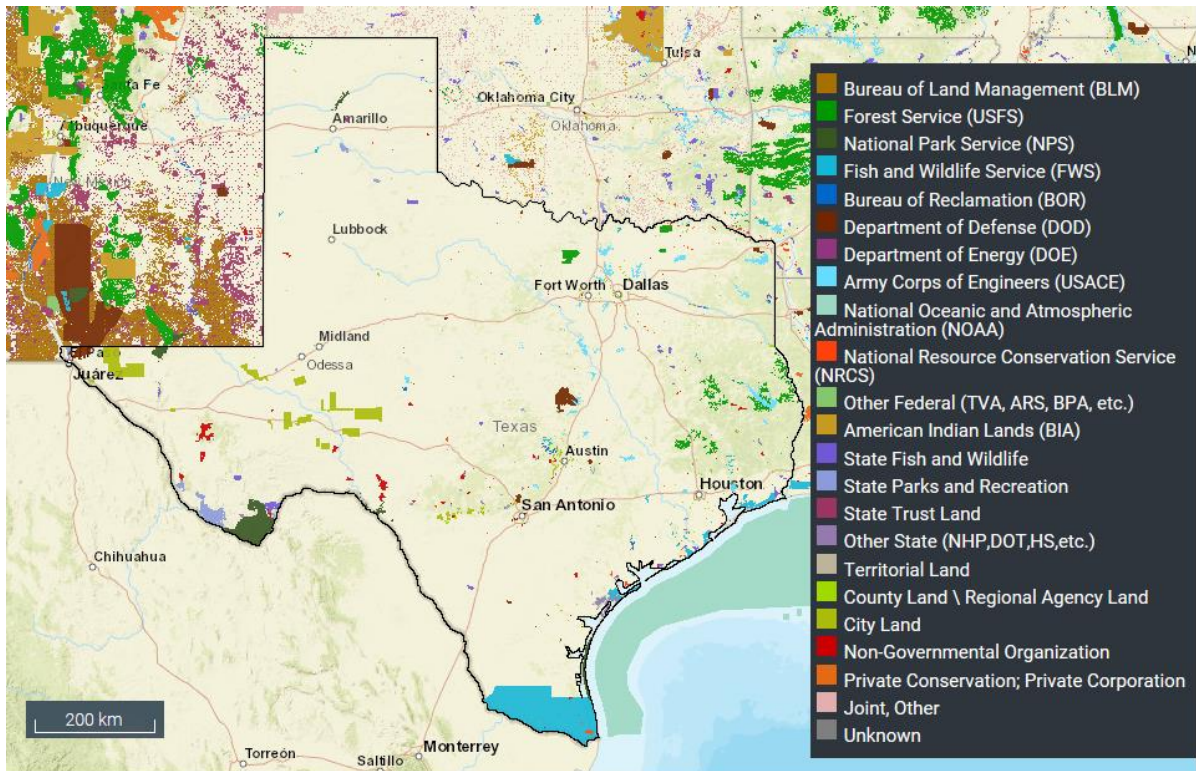 Tulsa
Oklahoma City
Oklahoma
Amarillo
Lubbock
Fort Worth
Dallas
Midland
Odessa
Juárez
Texas
Austin
Houston
San Antonio
Chihuahua
Monterrey
Torreón
Saltillo
200 km
Bureau of Land Management (BLM)
Forest Service (USFS)
National Park Service (NPS)
Fish and Wildlife Service (FWS)
Bureau of Reclamation (BOR)
Department of Defense (DOD)
Department of Energy (DOE)
Army Corps of Engineers (USACE)
National Oceanic and Atmospheric
Administration (NOAA)
National Resource Conservation Service
(NRCS)
Other Federal (TVA, ARS, BPA, etc.)
American Indian Lands (BIA)
State Fish and Wildlife
State Parks and Recreation
State Trust Land
Other State (NHP,DOT,HS,etc.)
Territorial Land
County Land \ Regional Agency Land
City Land
Non-Governmental Organization
Private Conservation; Private Corporation
Joint, Other
Unknown